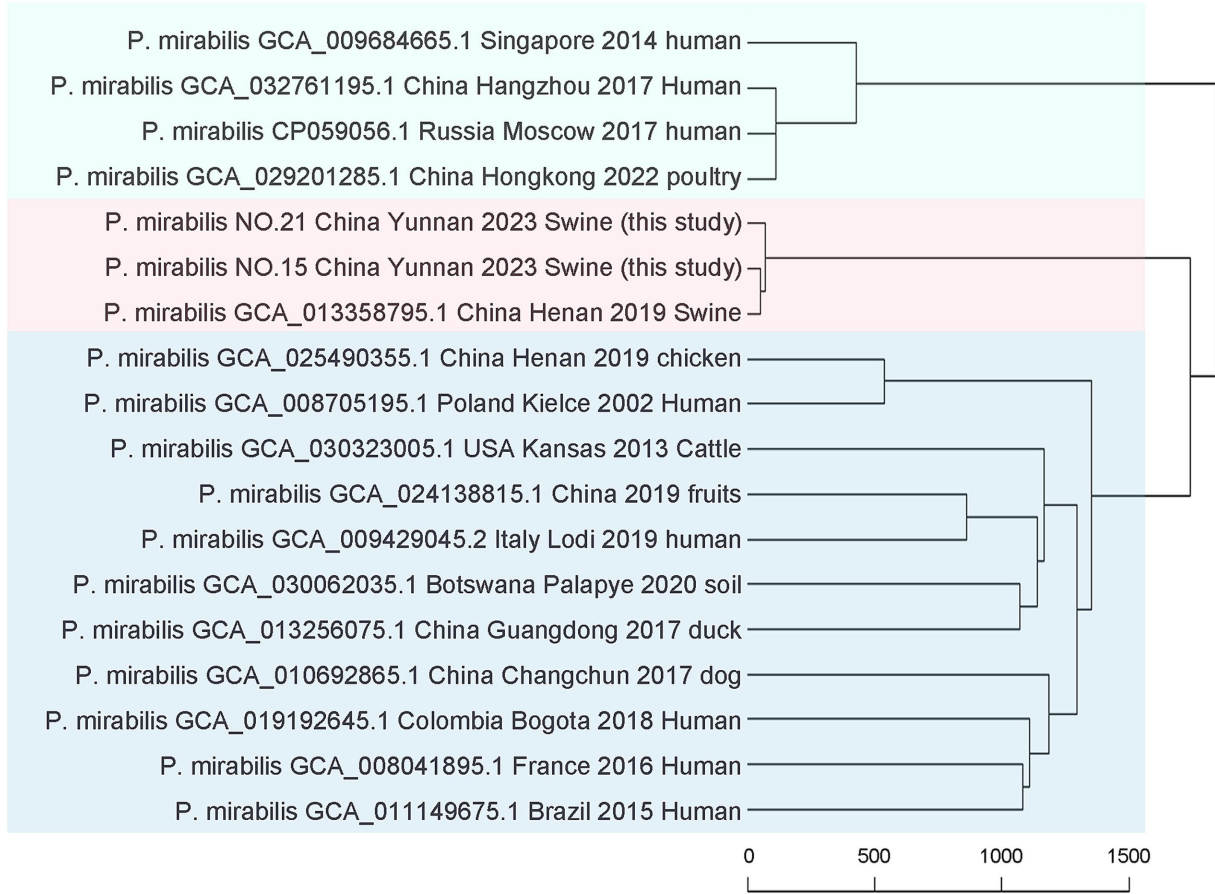 P. mirabilis GCA_009684665.1 Singapore 2014 human
P. mirabilis GCA_032761195.1 China Hangzhou 2017 Human
P. mirabilis CP059056.1 Russia Moscow 2017 human
P. mirabilis GCA_029201285.1 China Hongkong 2022 poultry
P. mirabilis NO.21 China Yunnan 2023 Swine (this study)
P. mirabilis NO.15 China Yunnan 2023 Swine (this study)
P. mirabilis GCA_013358795.1 China Henan 2019 Swine
P. mirabilis GCA_025490355.1 China Henan 2019 chicken
P. mirabilis GCA_008705195.1 Poland Kielce 2002 Human
P. mirabilis GCA_030323005.1 USA Kansas 2013 Cattle
P. mirabilis GCA_024138815.1 China 2019 fruits
P. mirabilis GCA_009429045.2 Italy Lodi 2019 human
P. mirabilis GCA_030062035.1 Botswana Palapye 2020 soil
P. mirabilis GCA_013256075.1 China Guangdong 2017 duck
P. mirabilis GCA_010692865.1 China Changchun 2017 dog
P. mirabilis GCA_019192645.1 Colombia Bogota 2018 Human
P. mirabilis GCA_008041895.1 France 2016 Human
P. mirabilis GCA_011149675.1 Brazil 2015 Human
0 500 1000 1500